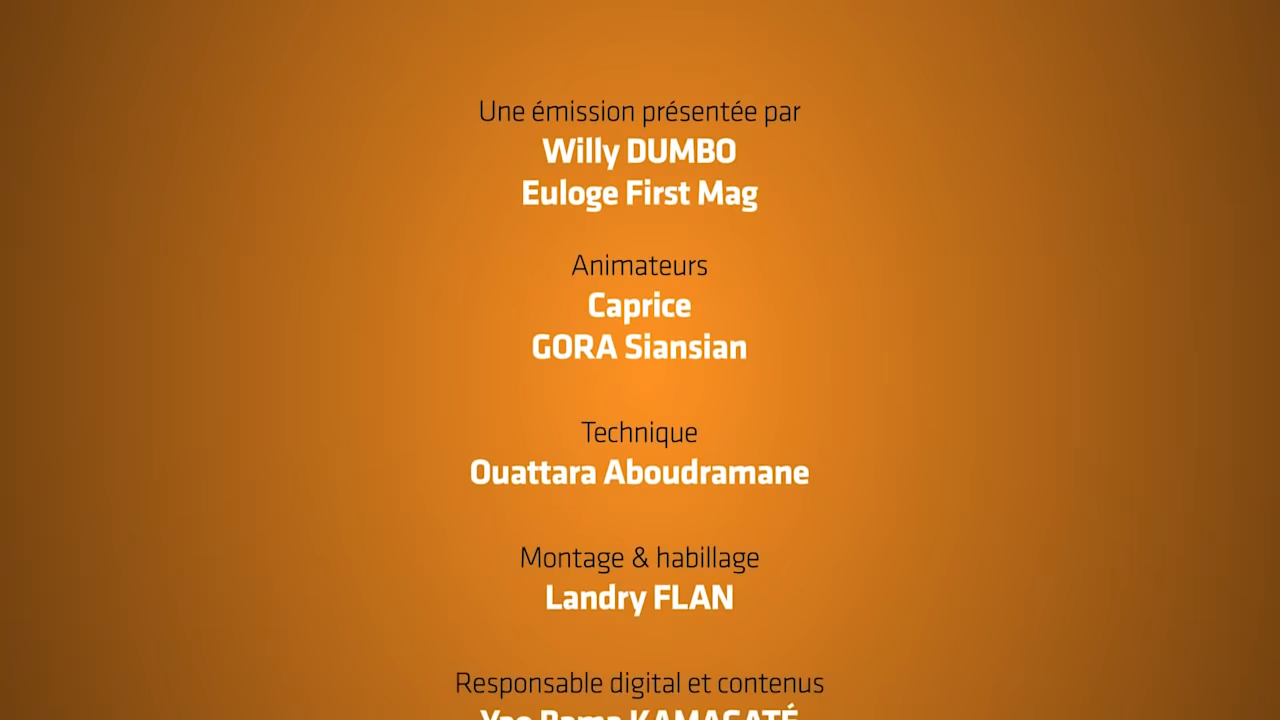 Une émission présentée par
Willy DUMBO
Euloge First Mag
Animateurs
Caprice
GORA Siansian
Technique
Ouattara Aboudramane
Montage & habillage
Landry FLAN
Responsable digital et contenus